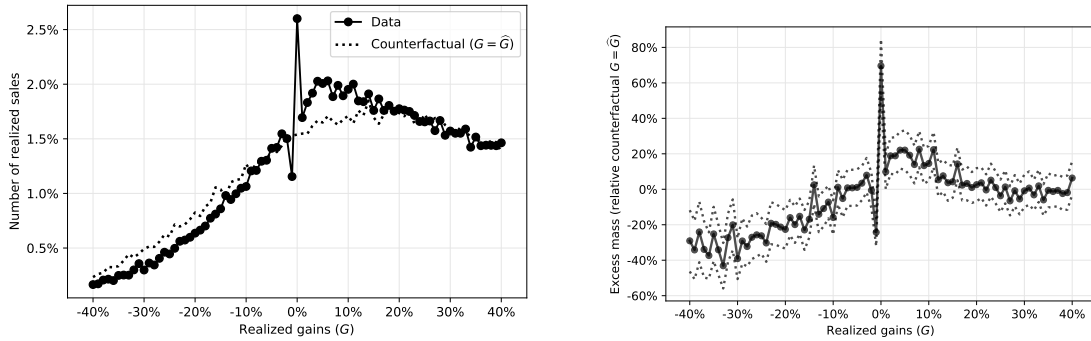 Number of realized sales
2.5%
2.0%
1.5%
1.0%
0.5%
Data
Counterfactual (G = Ĝ)
-40% -30% -20% -10% 0% 10% 20% 30% 40%
Realized gains (G)
Excess mass (relative counterfactual G = Ĝ)
80%
60%
40%
20%
0%
-20%
-40%
-60%
-40% -30% -20% -10% 0% 10% 20% 30% 40%
Realized gains (G)